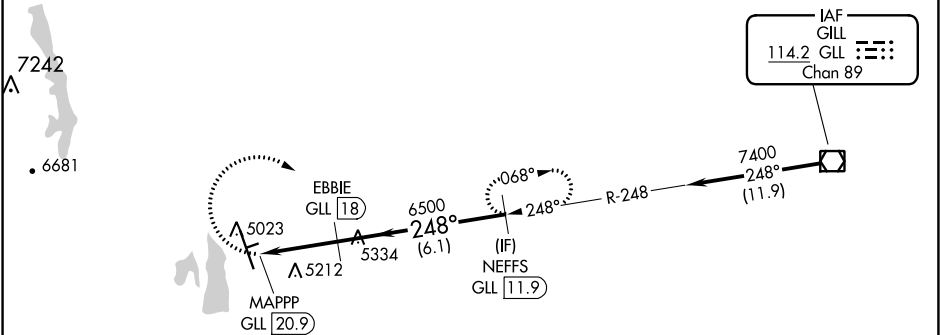 IAF
GILL
114.2 GLL
Chan 89
7242
6681
7400
248°
(11.9)
R-248
068°
248°
EBBIE
GLL 18
6500
248°
(6.1)
5023
5334
5212
(IF)
NEFFS
GLL 11.9
MAPPP
GLL 20.9